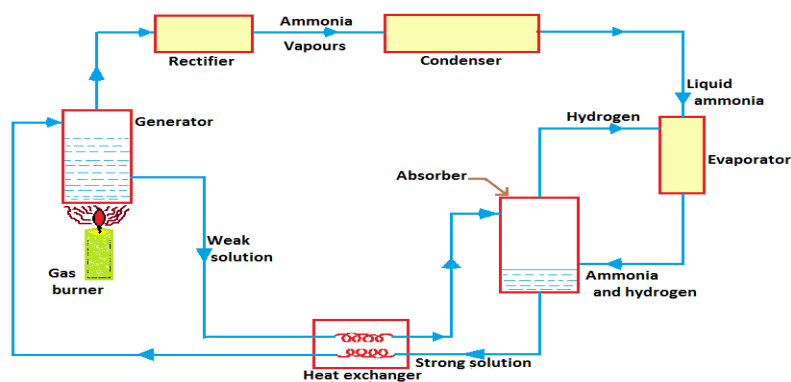 Ammonia
Vapours
Rectifier
Condenser
Liquid
ammonia
Generator
Hydrogen
Evaporator
Absorber
Weak
solution
Gas
burner
Ammonia
and hydrogen
Strong solution
Heat exchanger